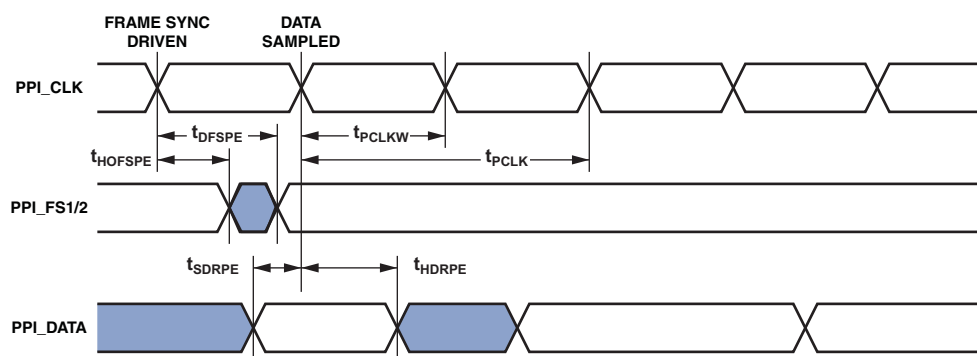 FRAME SYNC
DRIVEN
DATA
SAMPLED
PPI_CLK
tDFSPE
tPCLKW
tHOFSPE
tPCLK
PPI_FS1/2
tSDRPE
tHDRPE
PPI_DATA